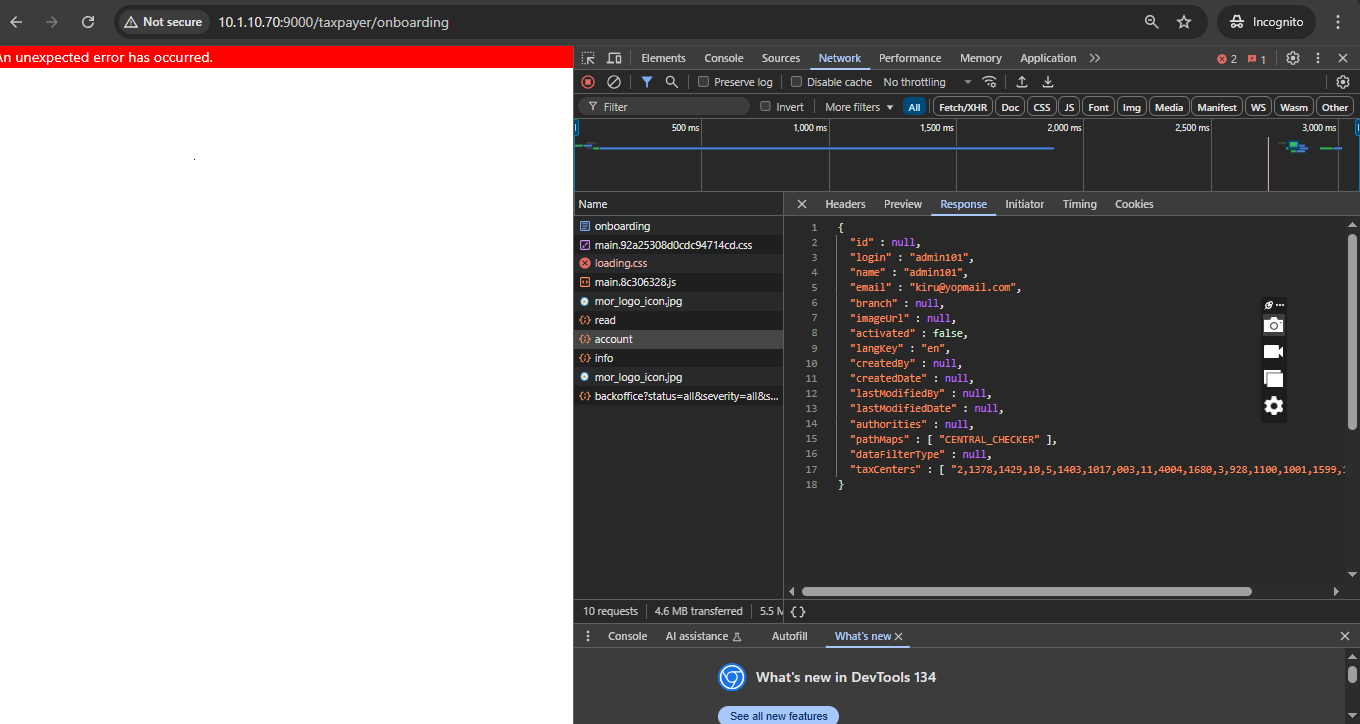 Not secure 10.1.10.70:9000/taxpayer/onboarding Incognito
An unexpected error has occurred.
Elements Console Sources Network Performance Memory Application 2 1
Preserve log Disable cache No throttling
Filter Invert More filters All Fetch/XHR Doc CSS JS Font Img Media Manifest WS Wasm Other
500 ms 1,000 ms 1,500 ms 2,000 ms 2,500 ms 3,000 ms
Name Headers Preview Response Initiator Timing Cookies
onboarding
main.92a25308d0cdc94714cd.css
loading.css
main.8c306328.js
mor_logo_icon.jpg
read
account
info
mor_logo_icon.jpg
backoffice?status=all&severity=all&s...
1 {
2 "id" : null,
3 "login" : "admin101",
4 "name" : "admin101",
5 "email" : "kiru@yopmail.com",
6 "branch" : null,
7 "imageUrl" : null,
8 "activated" : false,
9 "langKey" : "en",
10 "createdBy" : null,
11 "createdDate" : null,
12 "lastModifiedBy" : null,
13 "lastModifiedDate" : null,
14 "authorities" : null,
15 "pathMaps" : [ "CENTRAL_CHECKER" ],
16 "dataFilterType" : null,
17 "taxCenters" : [ "2,1378,1429,10,5,1403,1017,003,11,4004,1680,3,928,1100,1001,1599,1
18 }
10 requests 4.6 MB transferred 5.5 M { }
Console AI assistance Autofill What's new
What's new in DevTools 134
See all new features